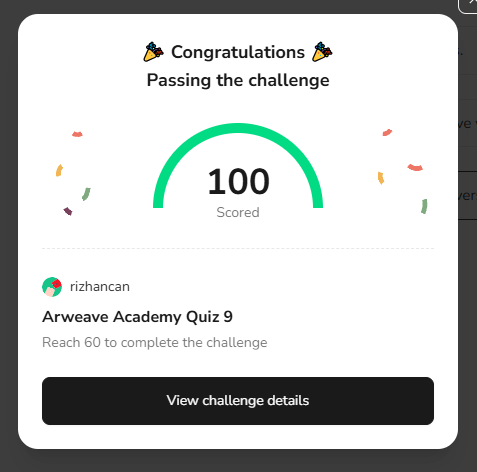 🎉 Congratulations 🎉
Passing the challenge
100
Scored
rizhancan
Arweave Academy Quiz 9
Reach 60 to complete the challenge
View challenge details